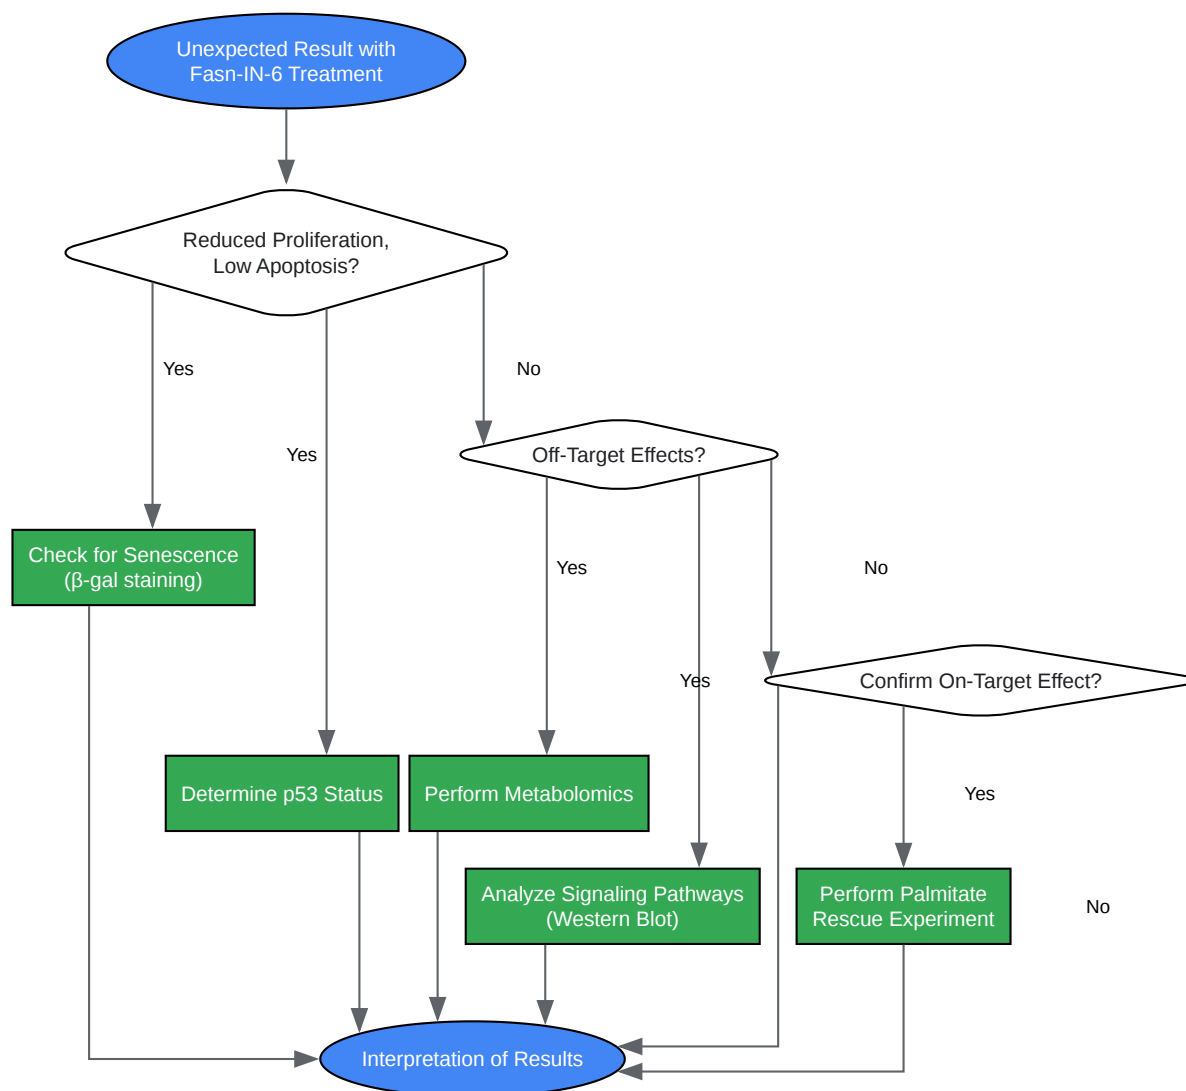 Unexpected Result with
Fasn-IN-6 Treatment
Reduced Proliferation,
Low Apoptosis?
Yes
No
Yes
Off-Target Effects?
Check for Senescence
(β-gal staining)
Yes
No
Yes
Confirm On-Target Effect?
Determine p53 Status
Perform Metabolomics
Yes
Analyze Signaling Pathways
(Western Blot)
Perform Palmitate
Rescue Experiment
No
Interpretation of Results